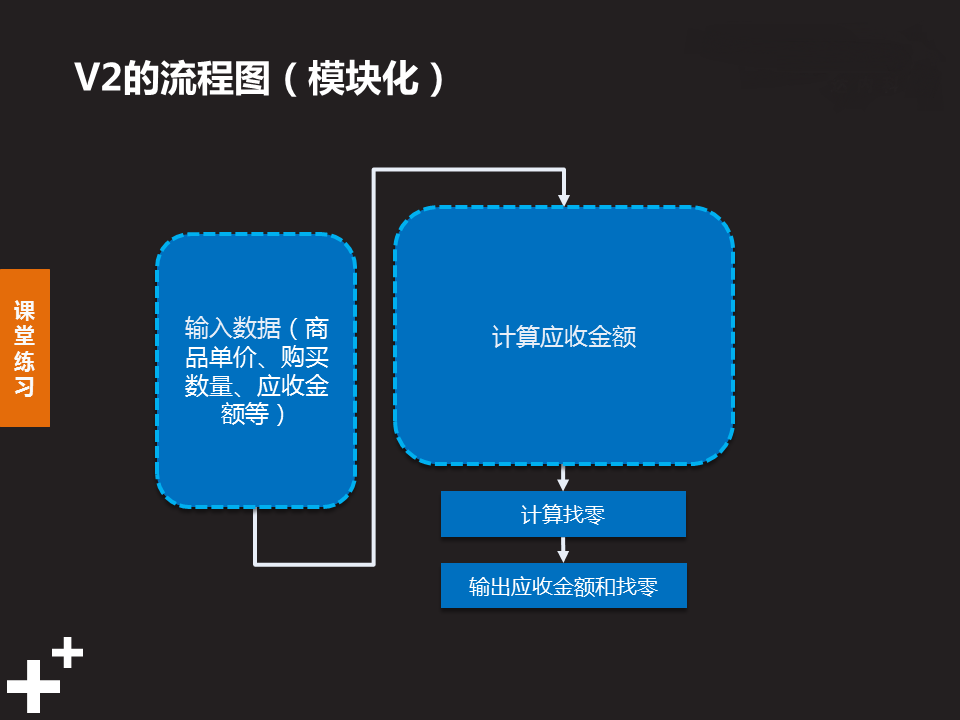 V2的流程图（模块化）
课
堂
练
习
输入数据（商
品单价、购买
数量、应收金
额等）
计算应收金额
计算找零
输出应收金额和找零